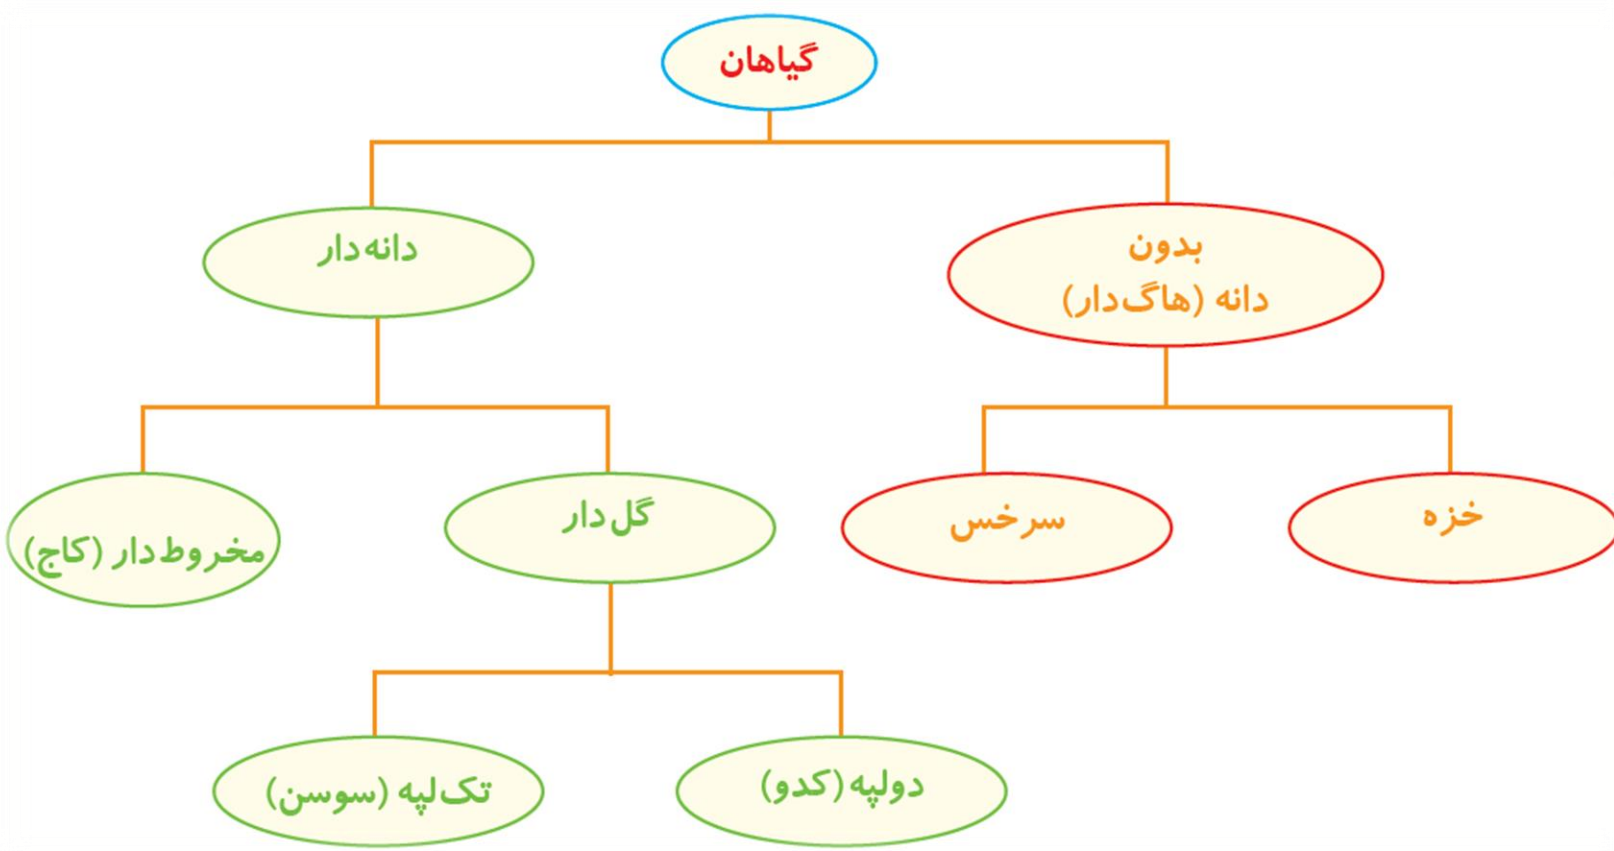 گیاهان
بدون
دانه (هاگ‌دار)
دانه‌دار
خزه
سرخس
گل‌دار
مخروط‌دار (کاج)
دولپه (کدو)
تک‌لپه (سوسن)